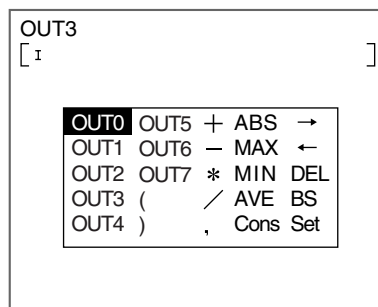 OUT3
[ I ]
OUT0 OUT5 + ABS →
OUT1 OUT6 − MAX ←
OUT2 OUT7 * MIN DEL
OUT3 ( / AVE BS
OUT4 ) , Cons Set